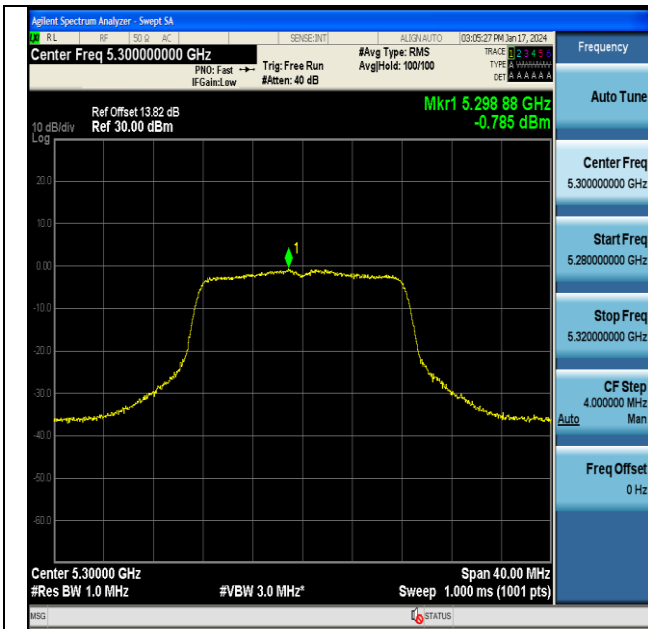 Agilent Spectrum Analyzer - Swept SA
LXI RL RF 50 Ω AC SENSE:INT ALIGN AUTO 03:05:27 PM Jan 17, 2024
Center Freq 5.300000000 GHz
#Avg Type: RMS
TRACE 1 2 3 4 5 6
PNO: Fast
Trig: Free Run
Avg|Hold: 100/100
TYPE A
IFGain:Low
#Atten: 40 dB
DET A A A A A A
Mkr1 5.298 88 GHz
-0.785 dBm
Ref Offset 13.82 dB
10 dB/div Ref 30.00 dBm
Log
20.0
10.0
0.00
-10.0
-20.0
-30.0
-40.0
-50.0
-60.0
1
Center 5.30000 GHz
Span 40.00 MHz
#Res BW 1.0 MHz
#VBW 3.0 MHz*
Sweep 1.000 ms (1001 pts)
MSG
STATUS
Frequency
Auto Tune
Center Freq
5.300000000 GHz
Start Freq
5.280000000 GHz
Stop Freq
5.320000000 GHz
CF Step
4.000000 MHz
Auto Man
Freq Offset
0 Hz